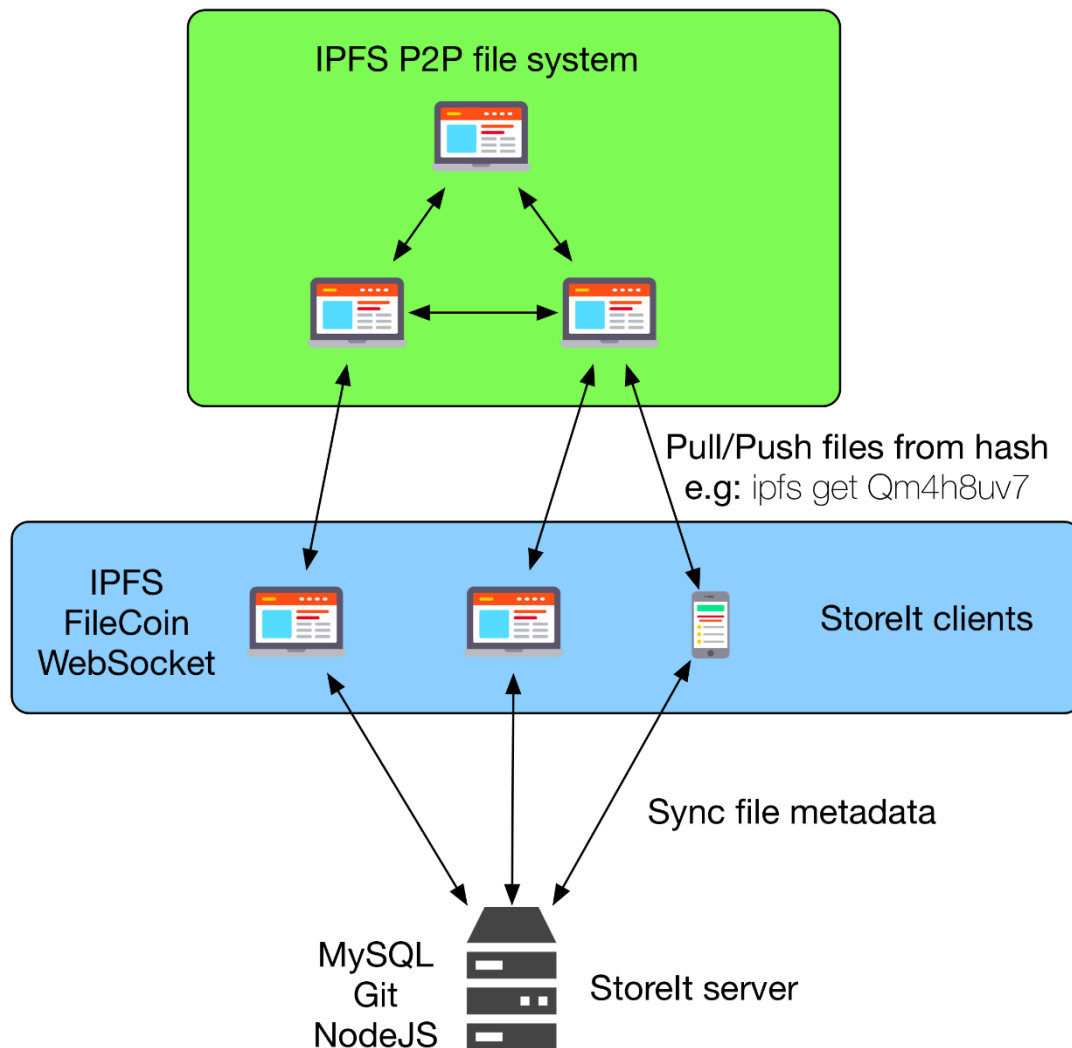 IPFS P2P file system
Pull/Push files from hash
e.g: ipfs get Qm4h8uv7
IPFS
FileCoin
WebSocket
StoreIt clients
Sync file metadata
MySQL
Git
NodeJS
StoreIt server